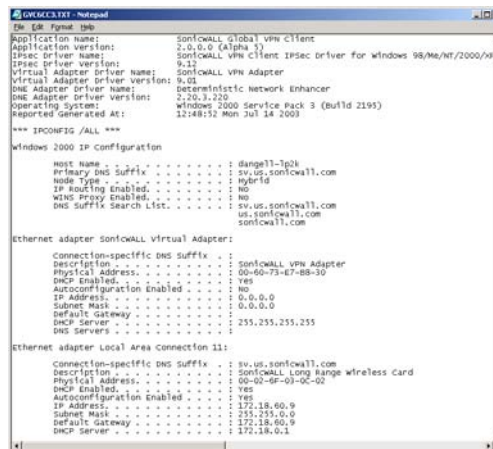 GVC6CC3.TXT - Notepad
File Edit Format Help
Application Name: SonicWALL Global VPN Client
Application Version: 2.0.0.0 (Alpha 5)
IPsec Driver Name: SonicWALL VPN Client IPSec Driver for Windows 98/Me/NT/2000/XP
IPsec Driver Version: 9.12
Virtual Adapter Driver Name: SonicWALL VPN Adapter
Virtual Adapter Driver Version: 9.01
DNE Adapter Driver Name: Deterministic Network Enhancer
DNE Adapter Driver Version: 2.20.3.220
Operating System: Windows 2000 Service Pack 3 (Build 2195)
Reported Generated At: 12:48:52 Mon Jul 14 2003
*** IPCONFIG /ALL ***
Windows 2000 IP Configuration
Host Name . . . . . . . . . . . . : dangell-lp2k
Primary DNS Suffix . . . . . . . : sv.us.sonicwall.com
Node Type . . . . . . . . . . . . : Hybrid
IP Routing Enabled. . . . . . . . : No
WINS Proxy Enabled. . . . . . . . : No
DNS Suffix Search List. . . . . . : sv.us.sonicwall.com
us.sonicwall.com
sonicwall.com
Ethernet adapter SonicWALL Virtual Adapter:
Connection-specific DNS Suffix . :
Description . . . . . . . . . . . : SonicWALL VPN Adapter
Physical Address. . . . . . . . . : 00-60-73-E7-B8-30
DHCP Enabled. . . . . . . . . . . : Yes
Autoconfiguration Enabled . . . . : No
IP Address. . . . . . . . . . . . : 0.0.0.0
Subnet Mask . . . . . . . . . . . : 0.0.0.0
Default Gateway . . . . . . . . . :
DHCP Server . . . . . . . . . . . : 255.255.255.255
DNS Servers . . . . . . . . . . . :
Ethernet adapter Local Area Connection 11:
Connection-specific DNS Suffix . : sv.us.sonicwall.com
Description . . . . . . . . . . . : SonicWALL Long Range Wireless Card
Physical Address. . . . . . . . . : 00-02-6F-03-0C-02
DHCP Enabled. . . . . . . . . . . : Yes
Autoconfiguration Enabled . . . . : Yes
IP Address. . . . . . . . . . . . : 172.18.60.9
Subnet Mask . . . . . . . . . . . : 255.255.0.0
Default Gateway . . . . . . . . . : 172.18.60.9
DHCP Server . . . . . . . . . . . : 172.18.0.1